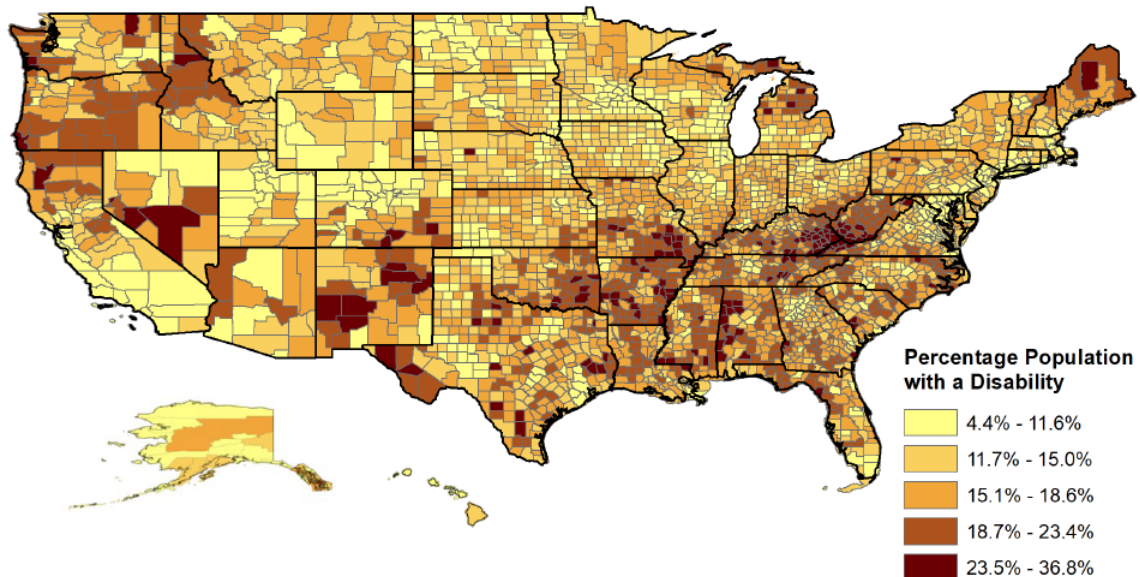 Percentage Population
with a Disability
4.4% - 11.6%
11.7% - 15.0%
15.1% - 18.6%
18.7% - 23.4%
23.5% - 36.8%